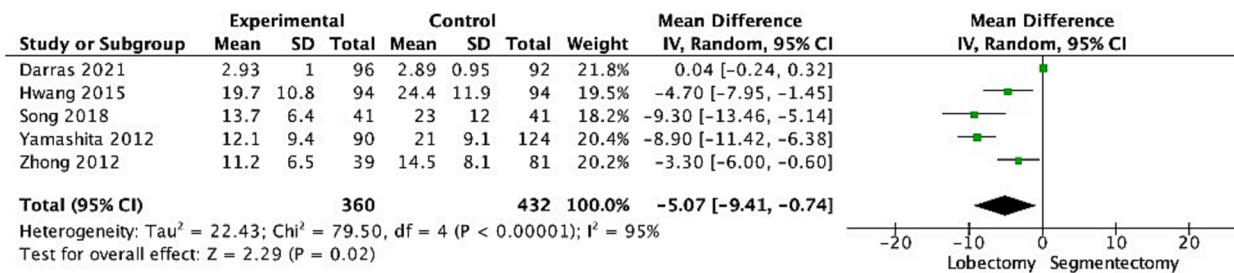 Experimental Control Mean Difference Mean Difference
Study or Subgroup Mean SD Total Mean SD Total Weight IV, Random, 95% CI IV, Random, 95% CI
Darras 2021 2.93 1 96 2.89 0.95 92 21.8% 0.04 [-0.24, 0.32]
Hwang 2015 19.7 10.8 94 24.4 11.9 94 19.5% -4.70 [-7.95, -1.45]
Song 2018 13.7 6.4 41 23 12 41 18.2% -9.30 [-13.46, -5.14]
Yamashita 2012 12.1 9.4 90 21 9.1 124 20.4% -8.90 [-11.42, -6.38]
Zhong 2012 11.2 6.5 39 14.5 8.1 81 20.2% -3.30 [-6.00, -0.60]
Total (95% CI) 360 432 100.0% -5.07 [-9.41, -0.74]
Heterogeneity: Tau² = 22.43; Chi² = 79.50, df = 4 (P < 0.00001); I² = 95%
Test for overall effect: Z = 2.29 (P = 0.02)
-20 -10 0 10 20
Lobectomy Segmentectomy